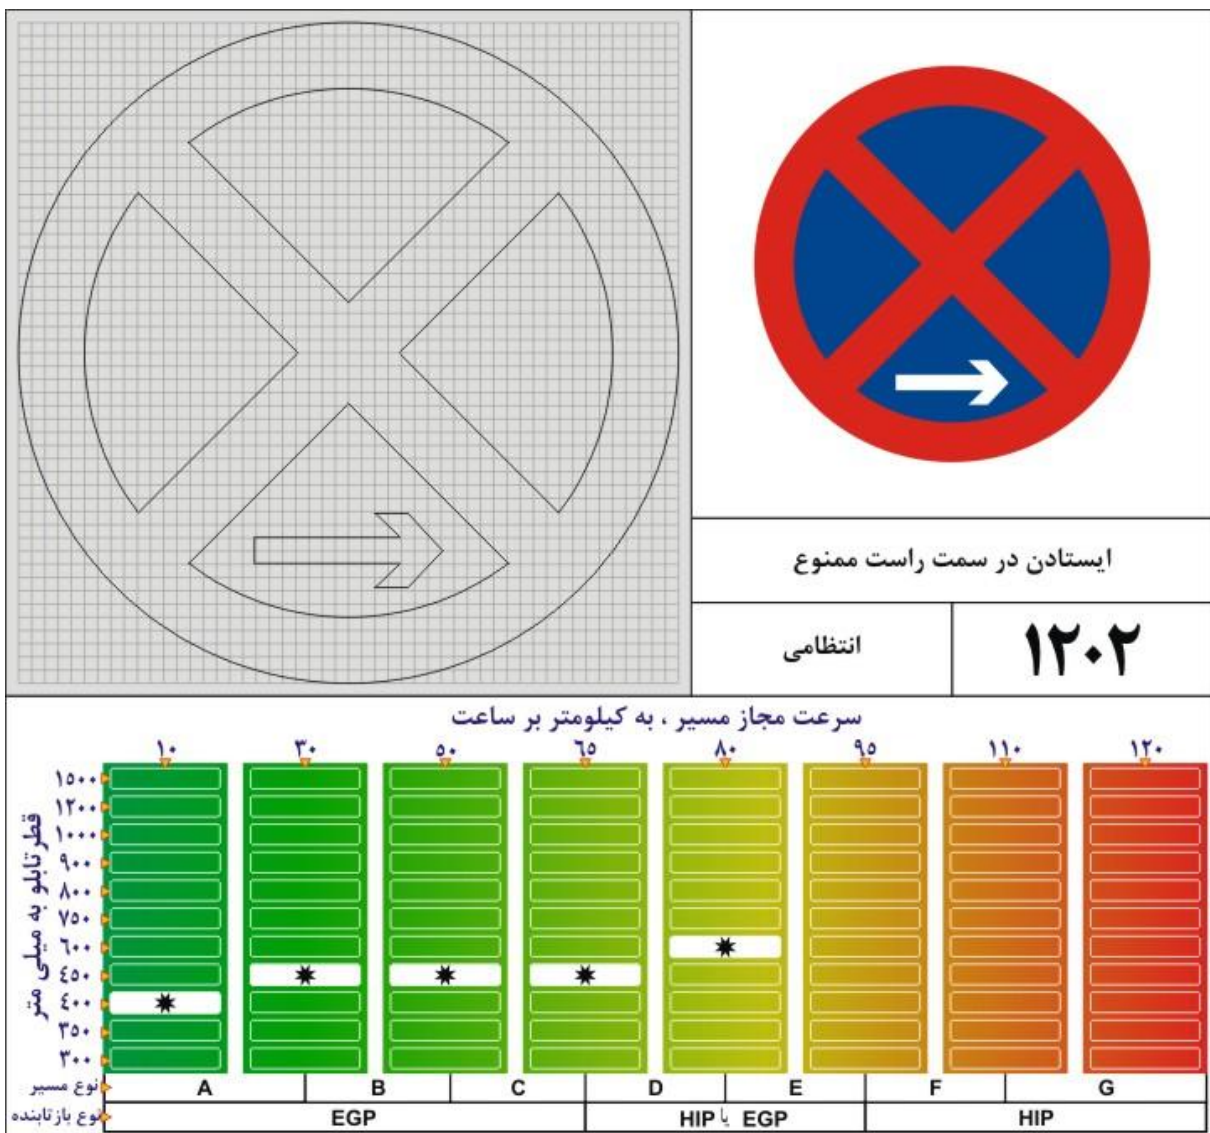 ایستادن در سمت راست ممنوع
انتظامی
۱۲۰۲
سرعت مجاز مسیر ، به کیلومتر بر ساعت
۱۰ ۳۰ ۵۰ ۶۵ ۸۰ ۹۵ ۱۱۰ ۱۲۰
قطر تابلو به میلی متر
۱۵۰۰
۱۲۰۰
۱۰۰۰
۹۰۰
۸۰۰
۷۵۰
۶۰۰
٤٥٠
٤٠٠
۳۵۰
۳۰۰
نوع مسیر A B C D E F G
نوع بازتابنده EGP HIP یا EGP HIP